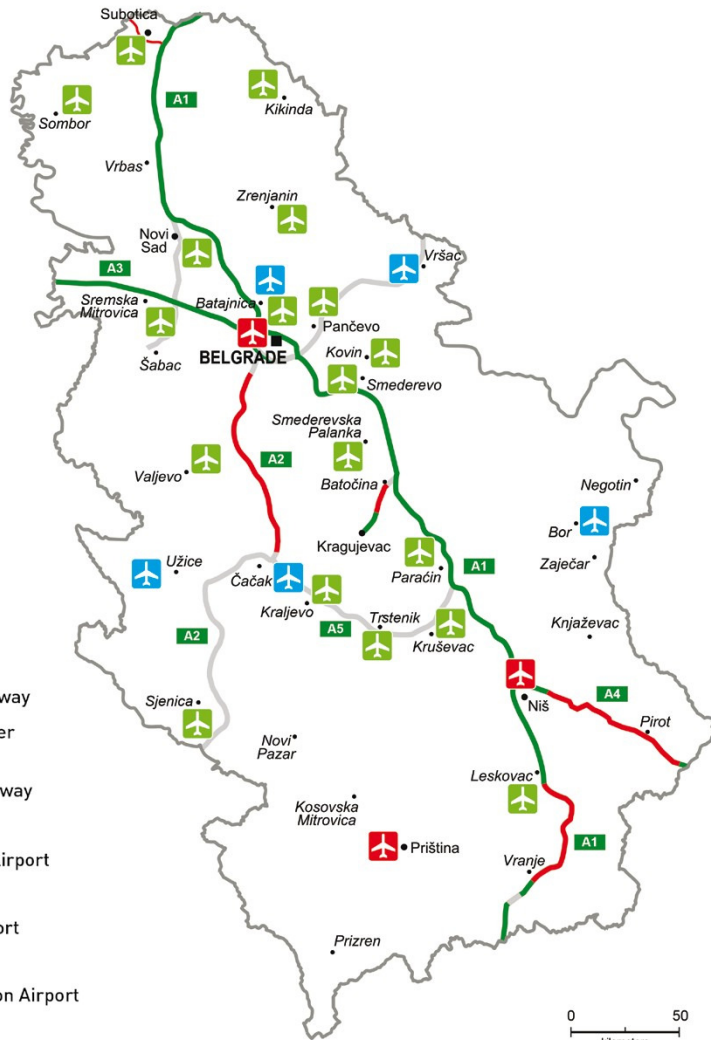 Subotica
A1
Sombor
Kikinda
Vrbas
Zrenjanin
Novi
Sad
Vršac
A3
Batajnica
Sremska
Mitrovica
Pančevo
BELGRADE
Kovin
Šabac
Smederevo
Smederevska
Palanka
A2
Valjevo
Batočina
Negotin
Bor
Kragujevac
Zaječar
Užice
Čačak
Paraćin
A1
Kraljevo
Trstenik
A2
A5
Kruševac
Knjaževac
Sjenica
Niš
A4
Pirot
Novi
Pazar
Leskovac
Kosovska
Mitrovica
Priština
A1
Vranje
Prizren
way
er
way
Airport
port
on Airport
0 50
kilometers